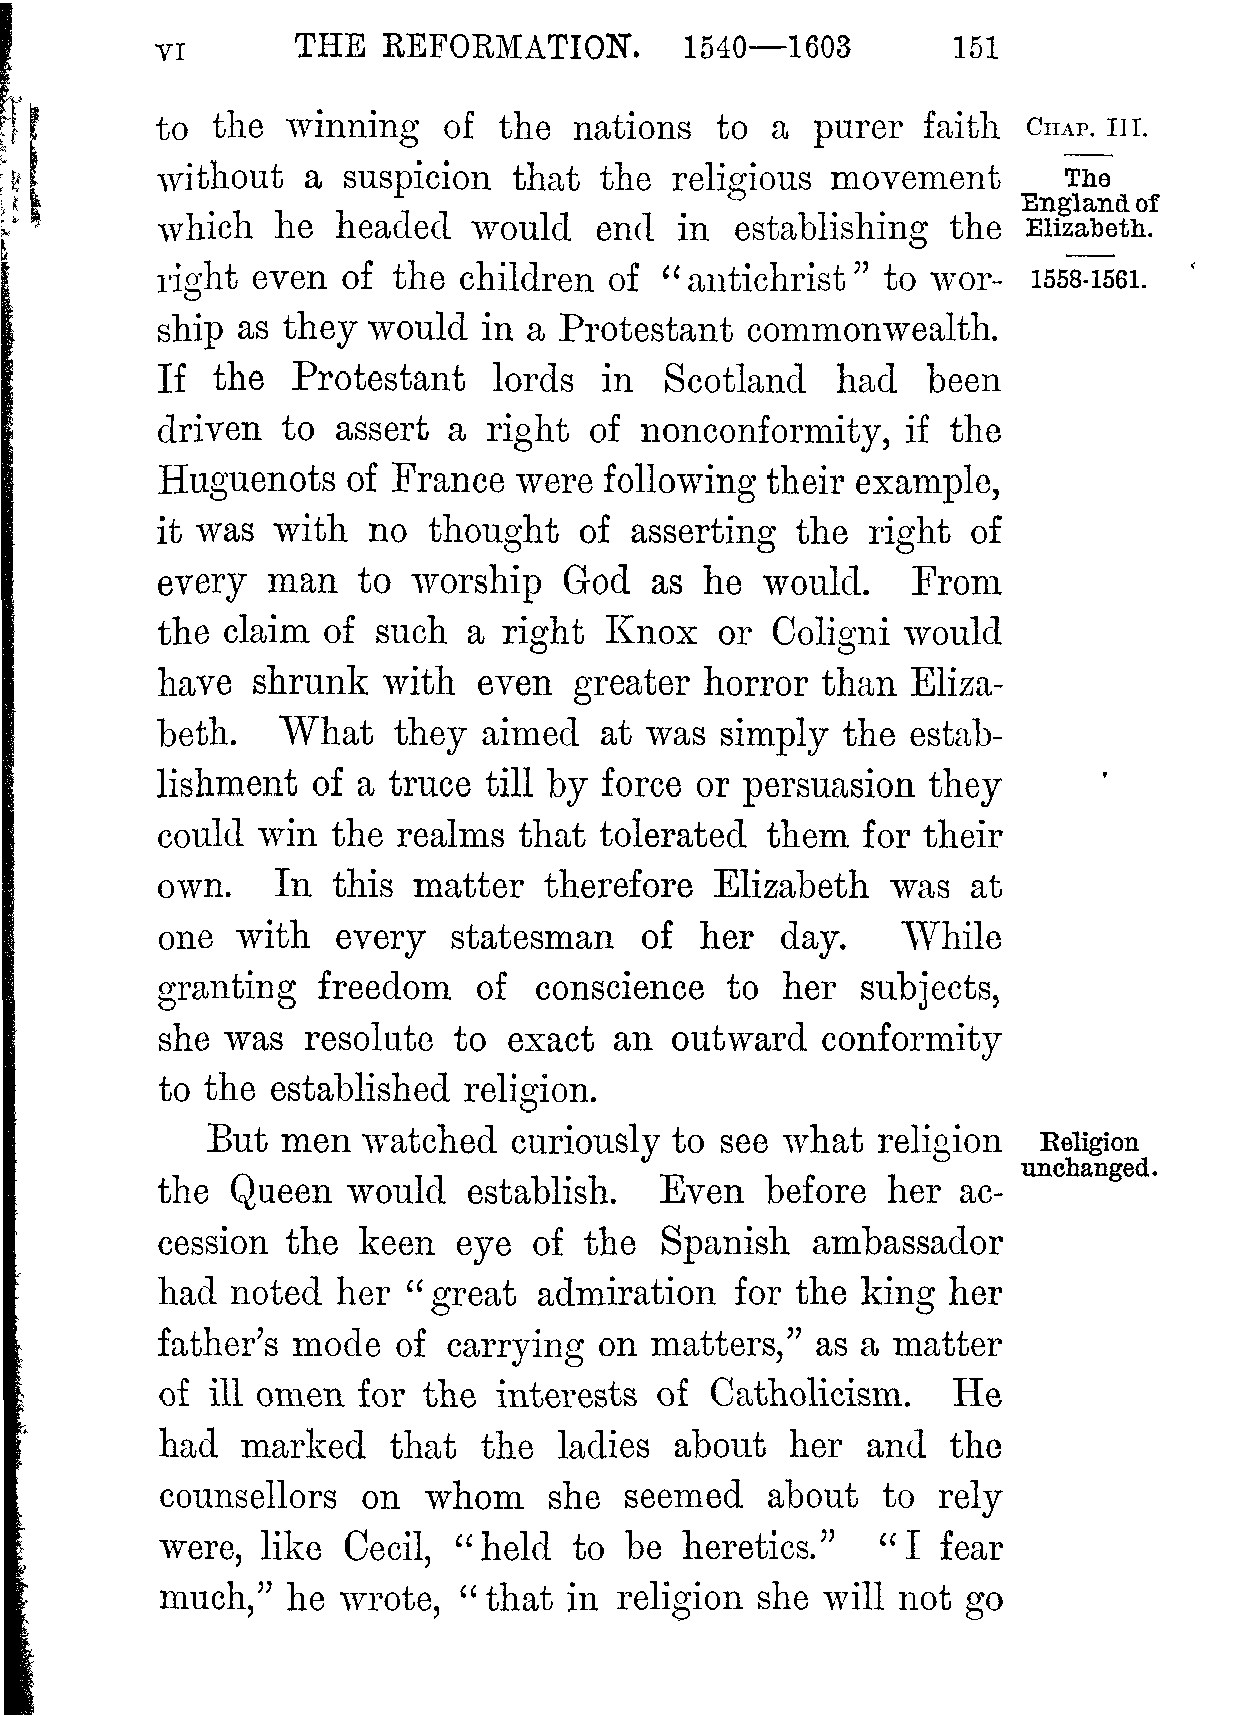 VI THE REFORMATION. 1540—1603 151
to the winning of the nations to a purer faith
without a suspicion that the religious movement
which he headed would end in establishing the
right even of the children of “antichrist” to wor-
ship as they would in a Protestant commonwealth.
If the Protestant lords in Scotland had been
driven to assert a right of nonconformity, if the
Huguenots of France were following their example,
it was with no thought of asserting the right of
every man to worship God as he would. From
the claim of such a right Knox or Coligni would
have shrunk with even greater horror than Eliza-
beth. What they aimed at was simply the estab-
lishment of a truce till by force or persuasion they
could win the realms that tolerated them for their
own. In this matter therefore Elizabeth was at
one with every statesman of her day. While
granting freedom of conscience to her subjects,
she was resolute to exact an outward conformity
to the established religion.
But men watched curiously to see what religion
the Queen would establish. Even before her ac-
cession the keen eye of the Spanish ambassador
had noted her “great admiration for the king her
father’s mode of carrying on matters,” as a matter
of ill omen for the interests of Catholicism. He
had marked that the ladies about her and the
counsellors on whom she seemed about to rely
were, like Cecil, “held to be heretics.” “I fear
much,” he wrote, “that in religion she will not go
CHAP. III.
The
England of
Elizabeth.
1558-1561.
Religion
unchanged.